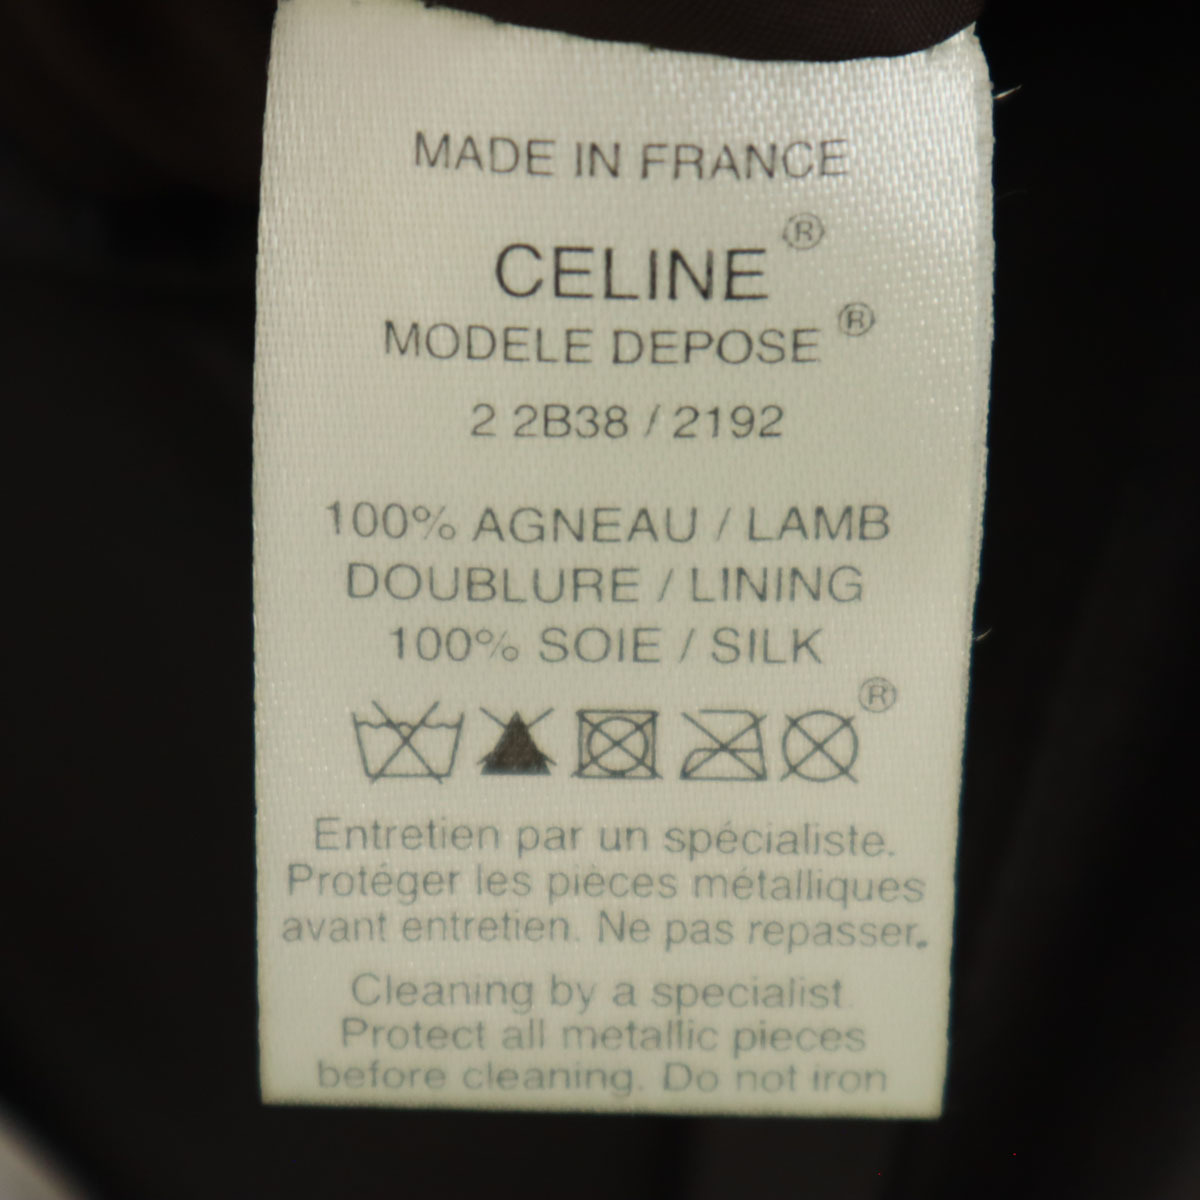 MADE IN FRANCE
CELINE ®
MODELE DEPOSE ®
2 2B38 / 2192
100% AGNEAU / LAMB
DOUBLURE / LINING
100% SOIE / SILK
®
Entretien par un spécialiste.
Protéger les pièces métalliques
avant entretien. Ne pas repasser.
Cleaning by a specialist
Protect all metallic pieces
before cleaning. Do not iron